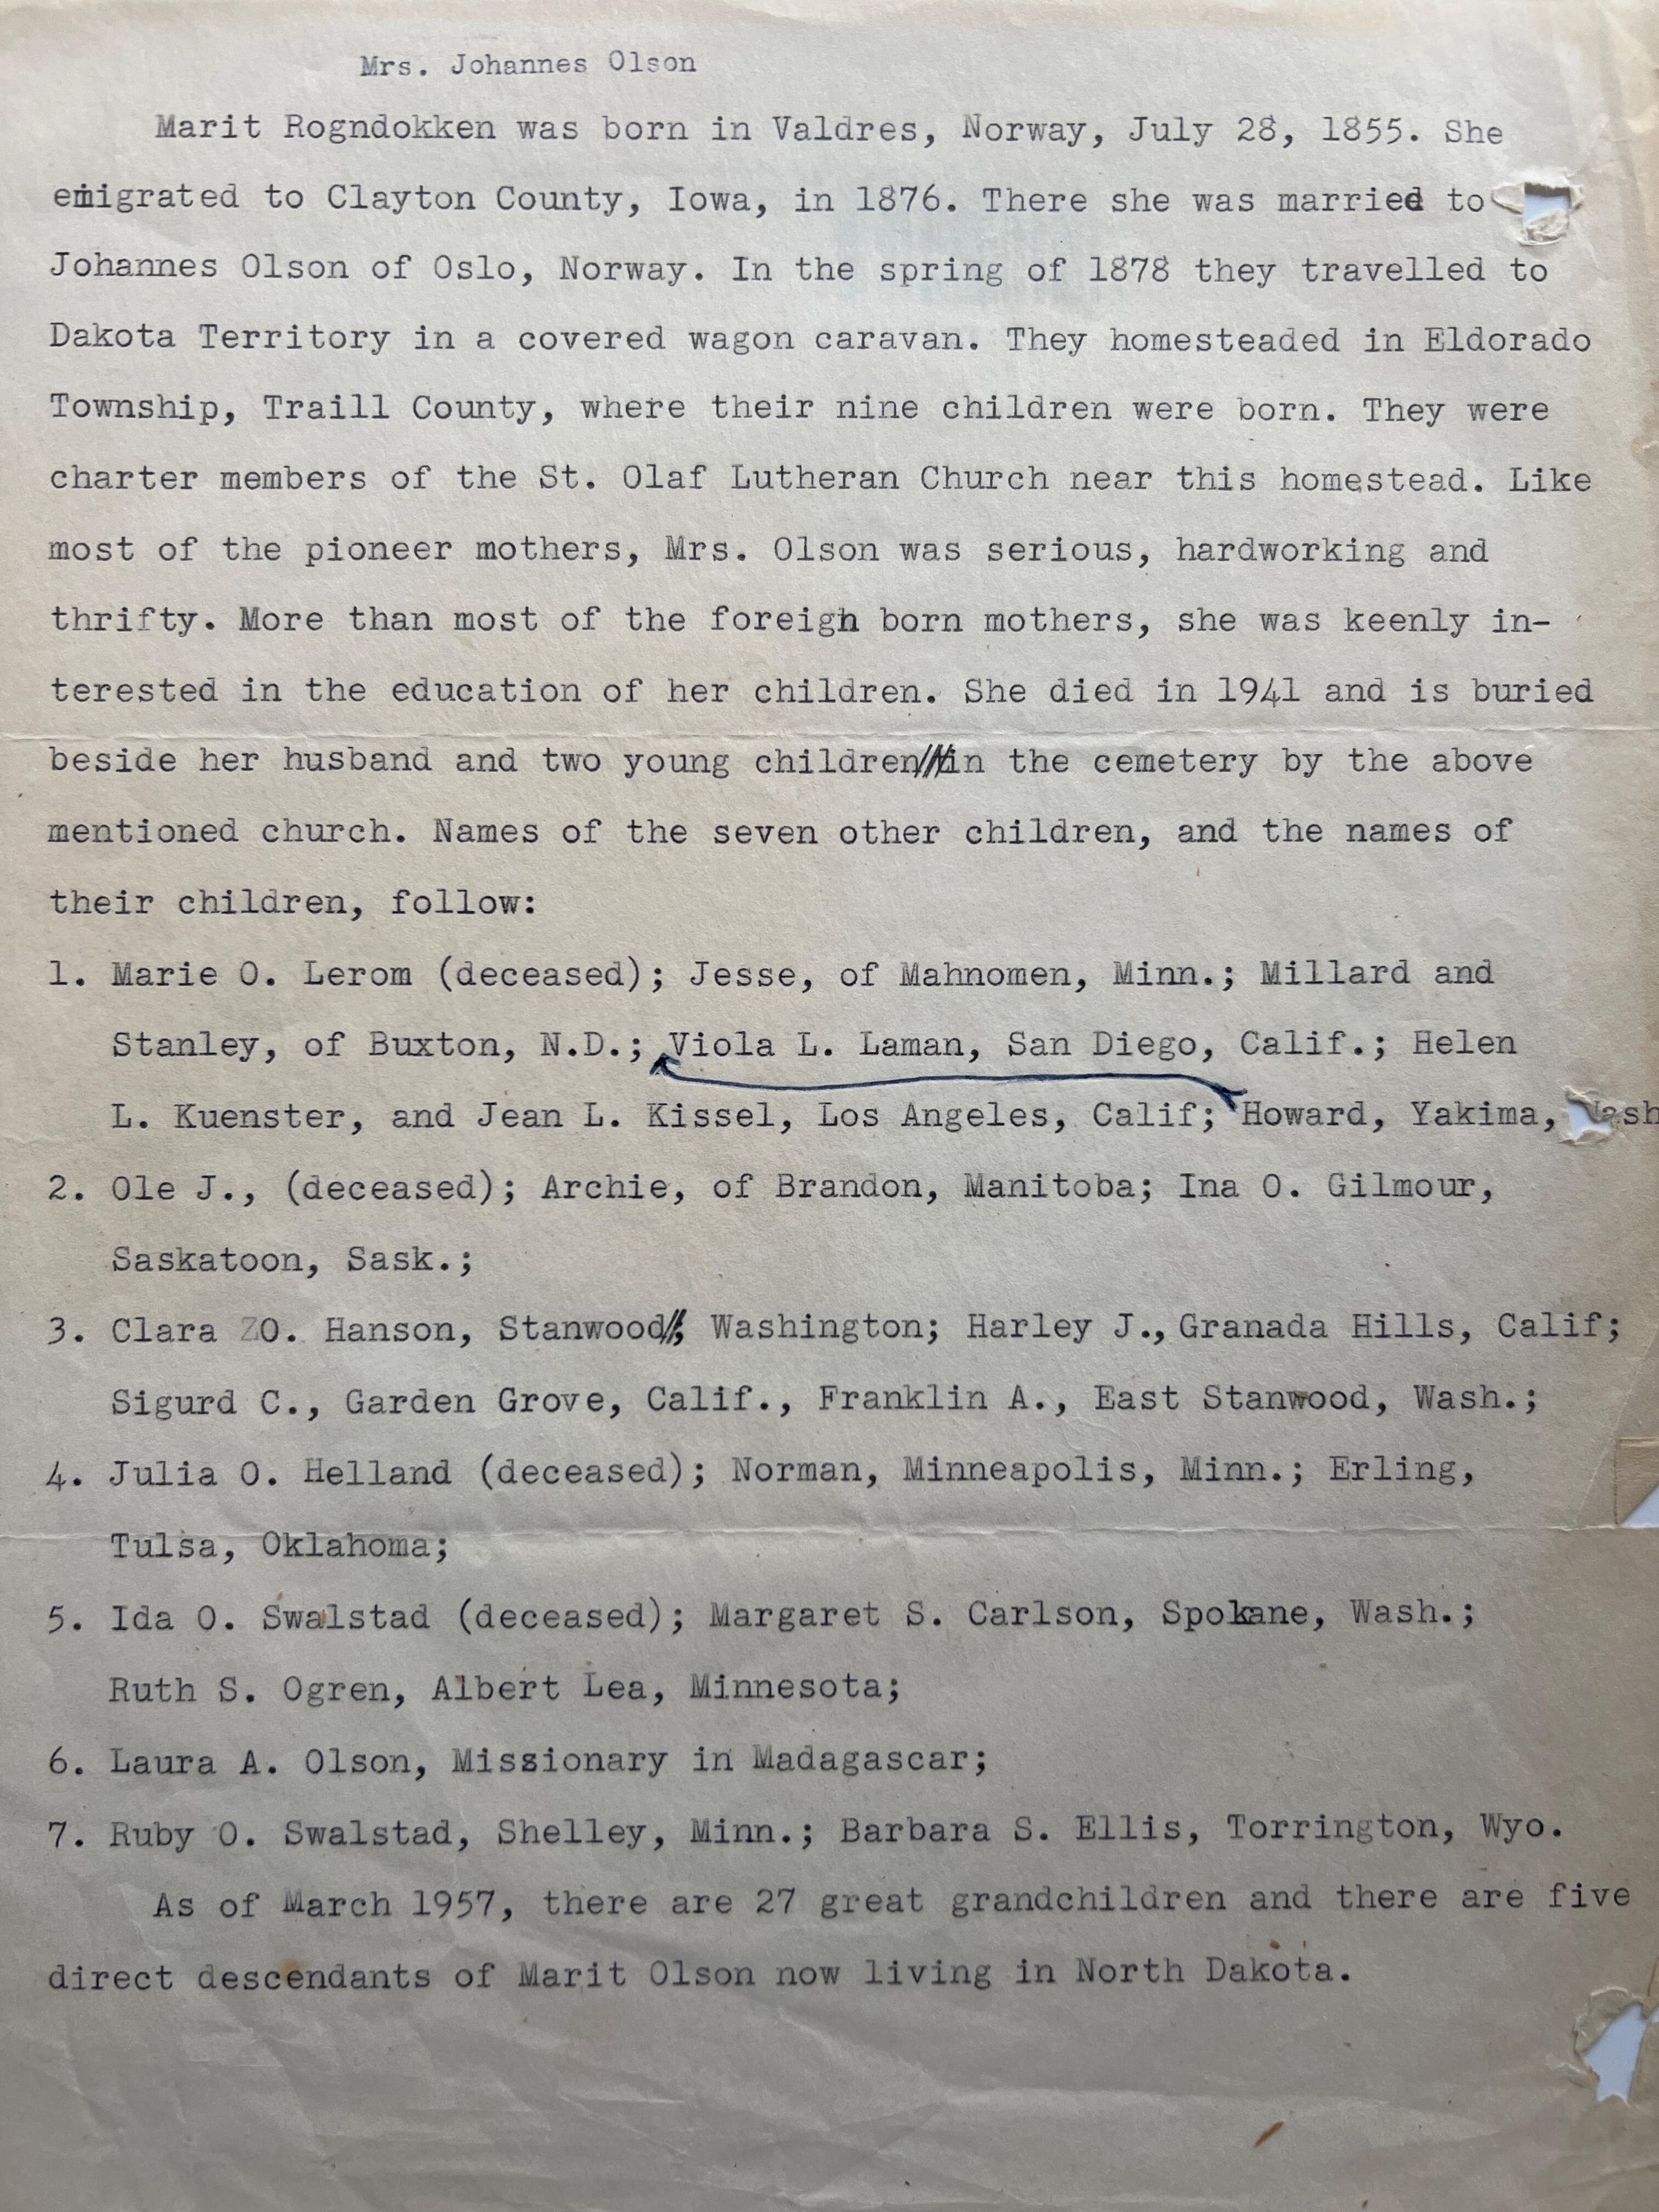 Mrs. Johannes Olson
Marit Rogndokken was born in Valdres, Norway, July 28, 1855. She
emigrated to Clayton County, Iowa, in 1876. There she was married to
Johannes Olson of Oslo, Norway. In the spring of 1878 they travelled to
Dakota Territory in a covered wagon caravan. They homesteaded in Eldorado
Township, Traill County, where their nine children were born. They were
charter members of the St. Olaf Lutheran Church near this homestead. Like
most of the pioneer mothers, Mrs. Olson was serious, hardworking and
thrifty. More than most of the foreign born mothers, she was keenly in-
terested in the education of her children. She died in 1941 and is buried
beside her husband and two young children///in the cemetery by the above
mentioned church. Names of the seven other children, and the names of
their children, follow:
1. Marie O. Lerom (deceased); Jesse, of Mahnomen, Minn.; Millard and
Stanley, of Buxton, N.D.; Viola L. Laman, San Diego, Calif.; Helen
L. Kuenster, and Jean L. Kissel, Los Angeles, Calif; Howard, Yakima, Wash
2. Ole J., (deceased); Archie, of Brandon, Manitoba; Ina O. Gilmour,
Saskatoon, Sask.;
3. Clara O. Hanson, Stanwood//, Washington; Harley J., Granada Hills, Calif;
Sigurd C., Garden Grove, Calif., Franklin A., East Stanwood, Wash.;
4. Julia O. Helland (deceased); Norman, Minneapolis, Minn.; Erling,
Tulsa, Oklahoma;
5. Ida O. Swalstad (deceased); Margaret S. Carlson, Spokane, Wash.;
Ruth S. Ogren, Albert Lea, Minnesota;
6. Laura A. Olson, Missionary in Madagascar;
7. Ruby O. Swalstad, Shelley, Minn.; Barbara S. Ellis, Torrington, Wyo.
As of March 1957, there are 27 great grandchildren and there are five
direct descendants of Marit Olson now living in North Dakota.